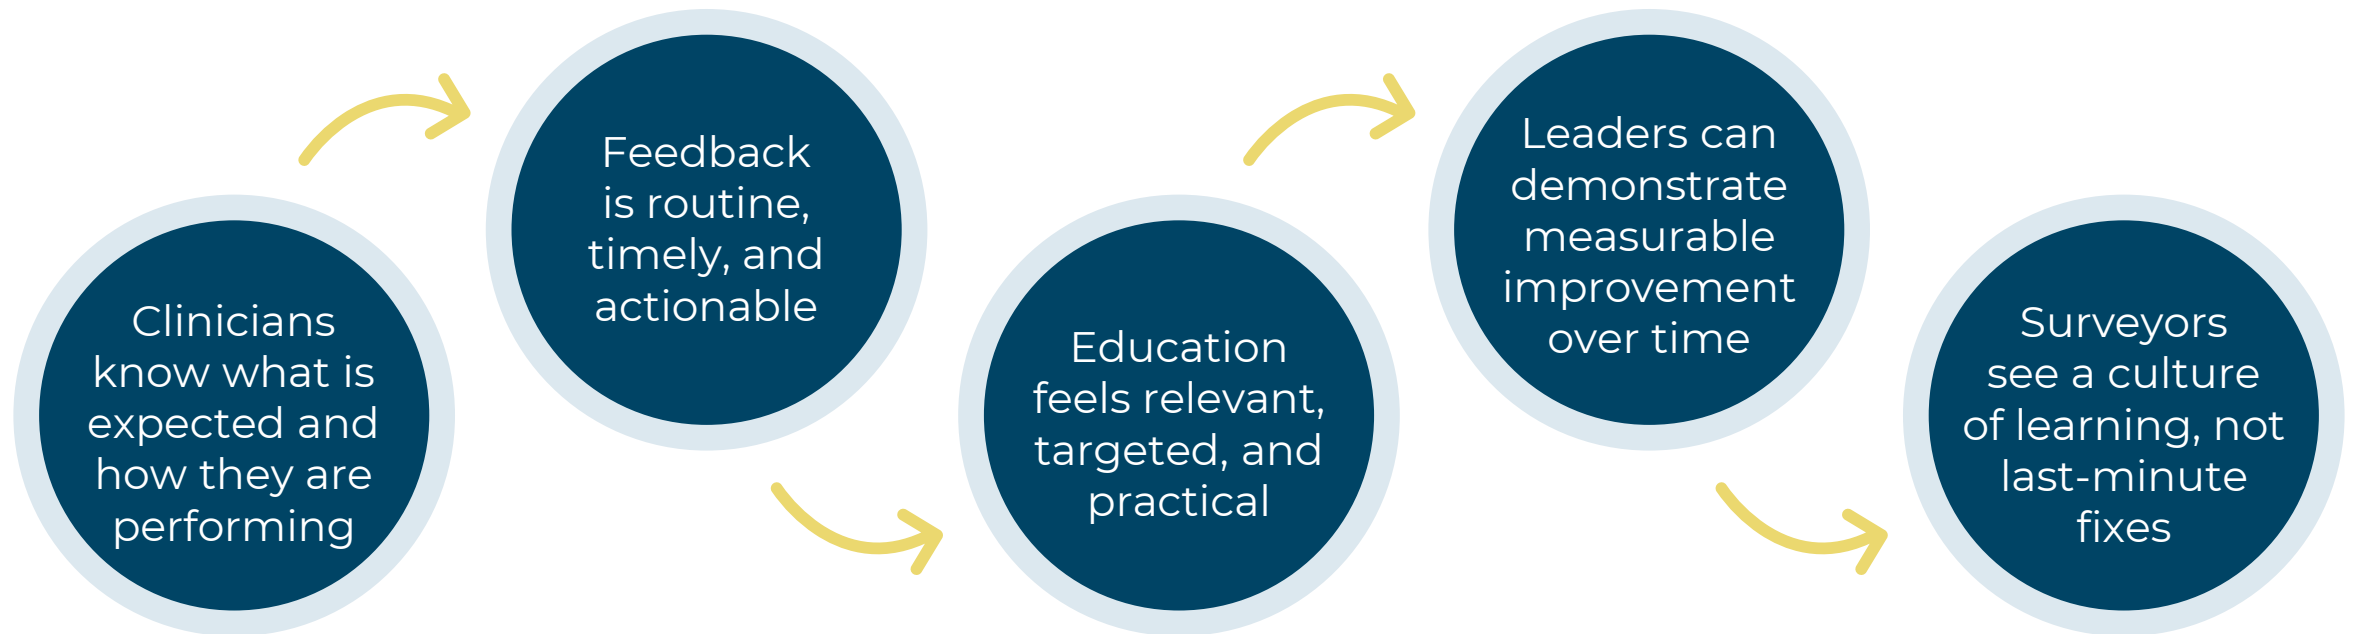 Clinicians
know what is
expected and
how they are
performing
Feedback
is routine,
timely, and
actionable
Education
feels relevant,
targeted, and
practical
Leaders can
demonstrate
measurable
improvement
over time
Surveyors
see a culture
of learning, not
last-minute
fixes